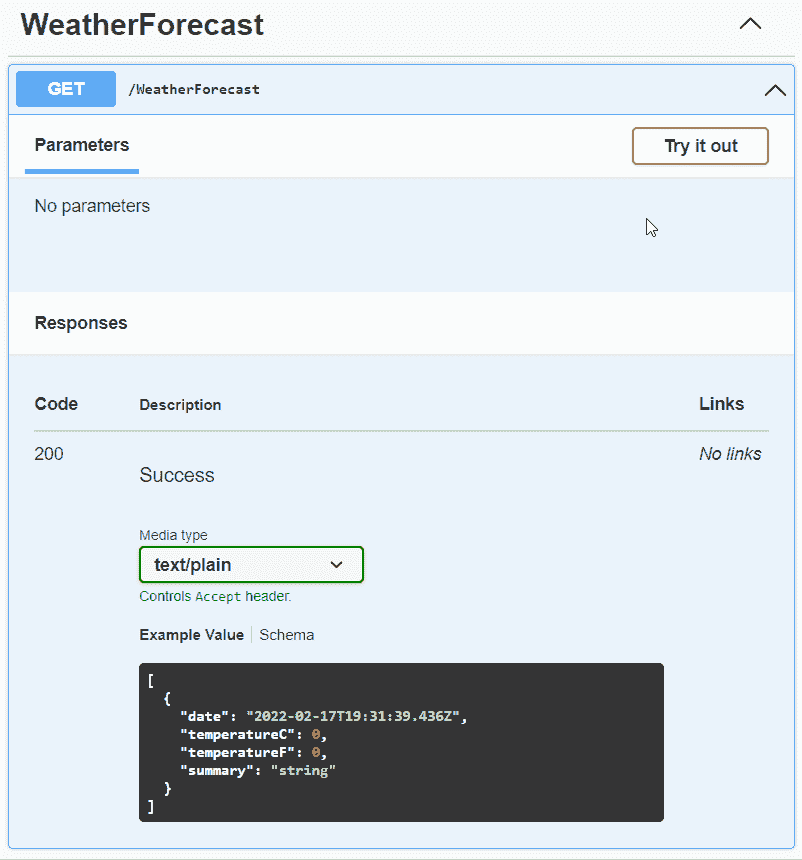 WeatherForecast
GET /WeatherForecast
Parameters
Try it out
No parameters
Responses
Code Description Links
200 No links
Success
Media type
text/plain
Controls Accept header.
Example Value Schema
[
  {
    "date": "2022-02-17T19:31:39.436Z",
    "temperatureC": 0,
    "temperatureF": 0,
    "summary": "string"
  }
]